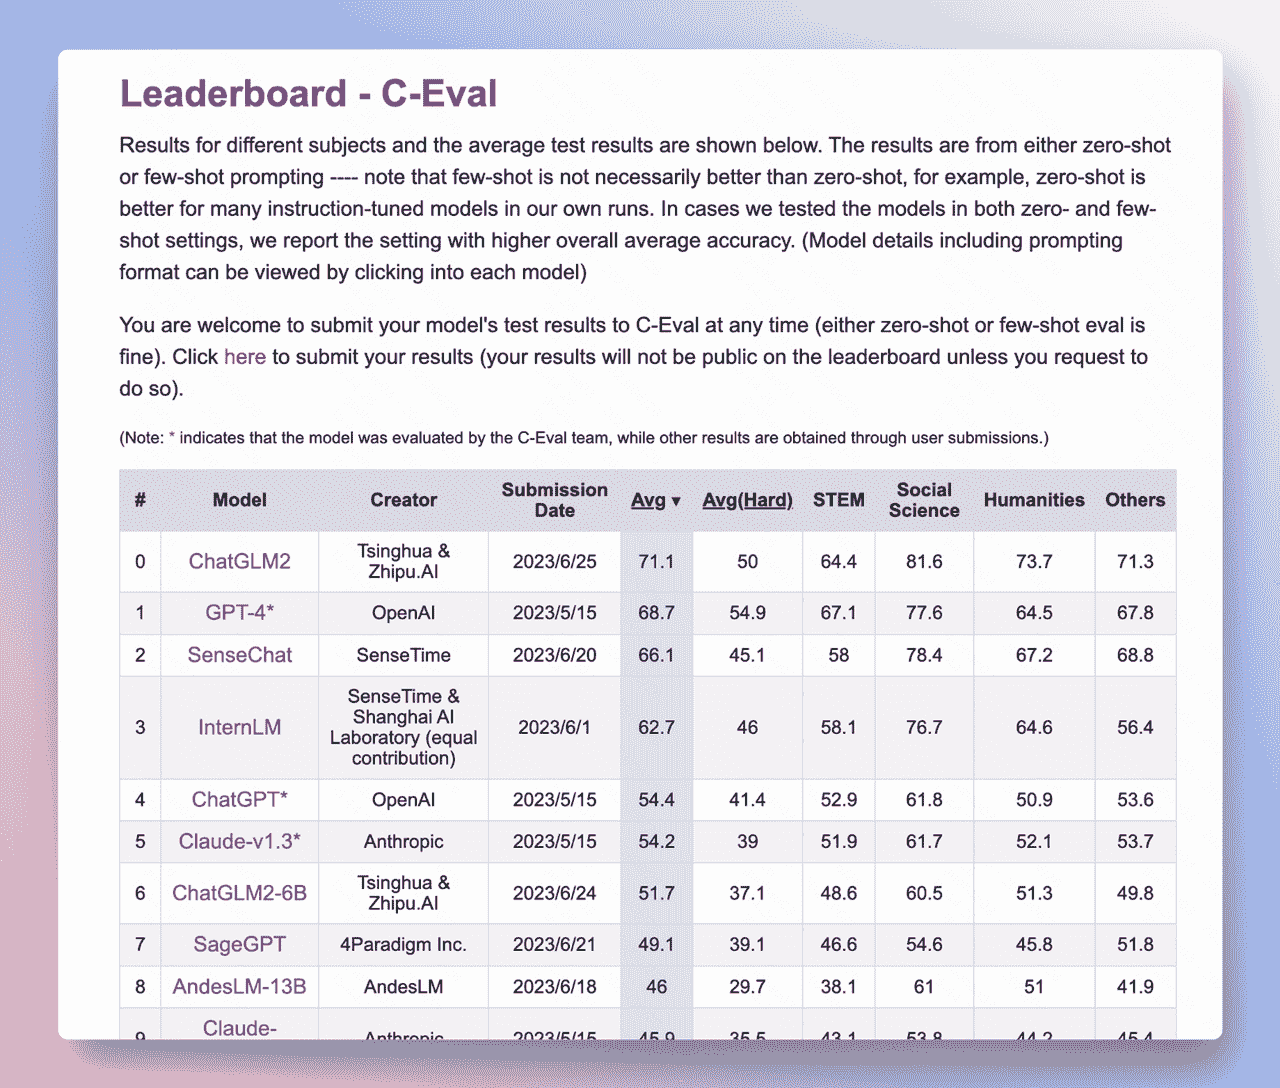 Leaderboard - C-Eval
Results for different subjects and the average test results are shown below. The results are from either zero-shot
or few-shot prompting ---- note that few-shot is not necessarily better than zero-shot, for example, zero-shot is
better for many instruction-tuned models in our own runs. In cases we tested the models in both zero- and few-
shot settings, we report the setting with higher overall average accuracy. (Model details including prompting
format can be viewed by clicking into each model)
You are welcome to submit your model's test results to C-Eval at any time (either zero-shot or few-shot eval is
fine). Click here to submit your results (your results will not be public on the leaderboard unless you request to
do so).
(Note: * indicates that the model was evaluated by the C-Eval team, while other results are obtained through user submissions.)
# Model Creator Submission Date Avg ▼ Avg(Hard) STEM Social Science Humanities Others
0 ChatGLM2 Tsinghua & Zhipu.AI 2023/6/25 71.1 50 64.4 81.6 73.7 71.3
1 GPT-4* OpenAI 2023/5/15 68.7 54.9 67.1 77.6 64.5 67.8
2 SenseChat SenseTime 2023/6/20 66.1 45.1 58 78.4 67.2 68.8
3 InternLM SenseTime & Shanghai AI Laboratory (equal contribution) 2023/6/1 62.7 46 58.1 76.7 64.6 56.4
4 ChatGPT* OpenAI 2023/5/15 54.4 41.4 52.9 61.8 50.9 53.6
5 Claude-v1.3* Anthropic 2023/5/15 54.2 39 51.9 61.7 52.1 53.7
6 ChatGLM2-6B Tsinghua & Zhipu.AI 2023/6/24 51.7 37.1 48.6 60.5 51.3 49.8
7 SageGPT 4Paradigm Inc. 2023/6/21 49.1 39.1 46.6 54.6 45.8 51.8
8 AndesLM-13B AndesLM 2023/6/18 46 29.7 38.1 61 51 41.9
9 Claude- Anthropic 2023/5/15 45.9 35.5 43.1 53.8 44.2 45.4